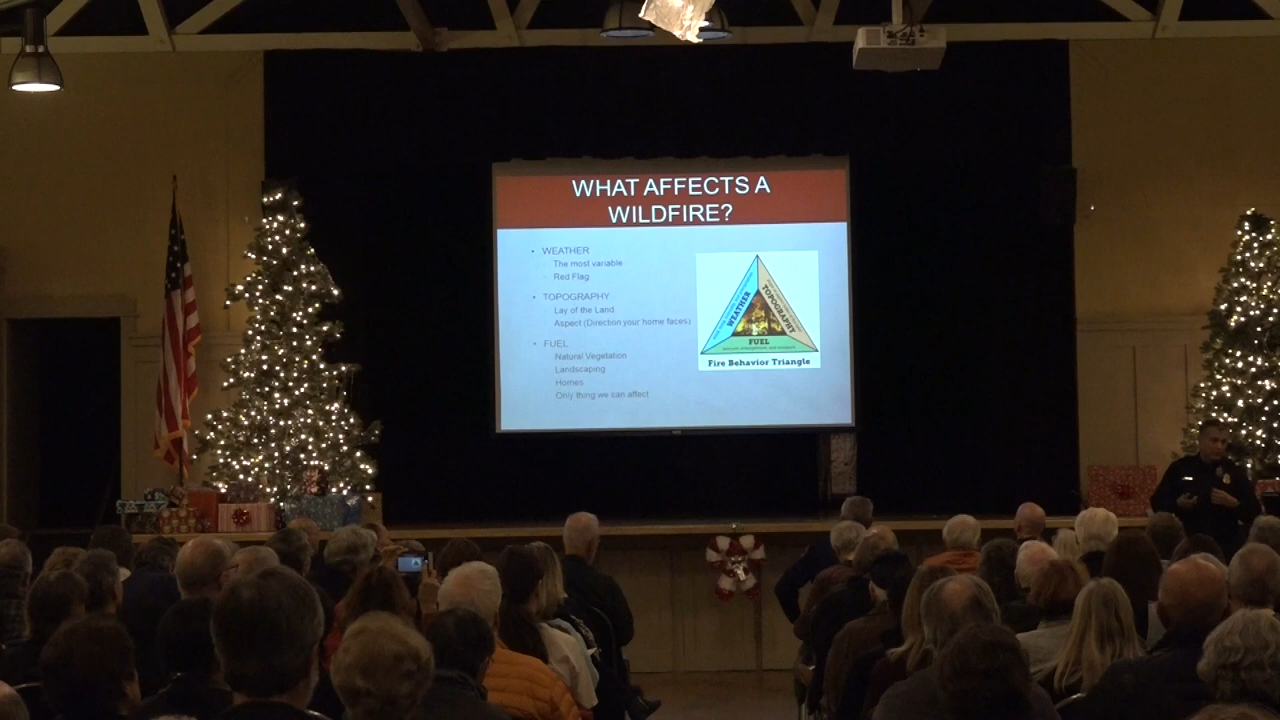 WHAT AFFECTS A
WILDFIRE?
• WEATHER
The most variable
Red Flag
• TOPOGRAPHY
Lay of the Land
Aspect (Direction your home faces)
• FUEL
Natural Vegetation
Landscaping
Homes
Only thing we can affect
WEATHER
TOPOGRAPHY
FUEL
Fire Behavior Triangle